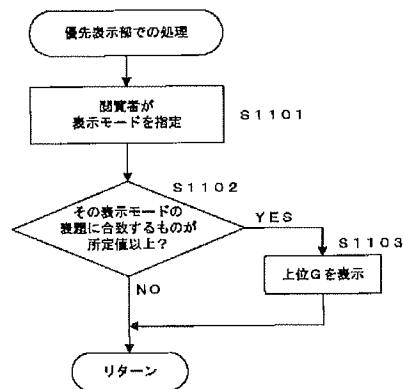 優先表示部での処理
閲覧者が
表示モードを指定
S1101
S1102
その表示モードの
表題に合致するものが
所定値以上？
YES
S1103
上位Gを表示
NO
リターン